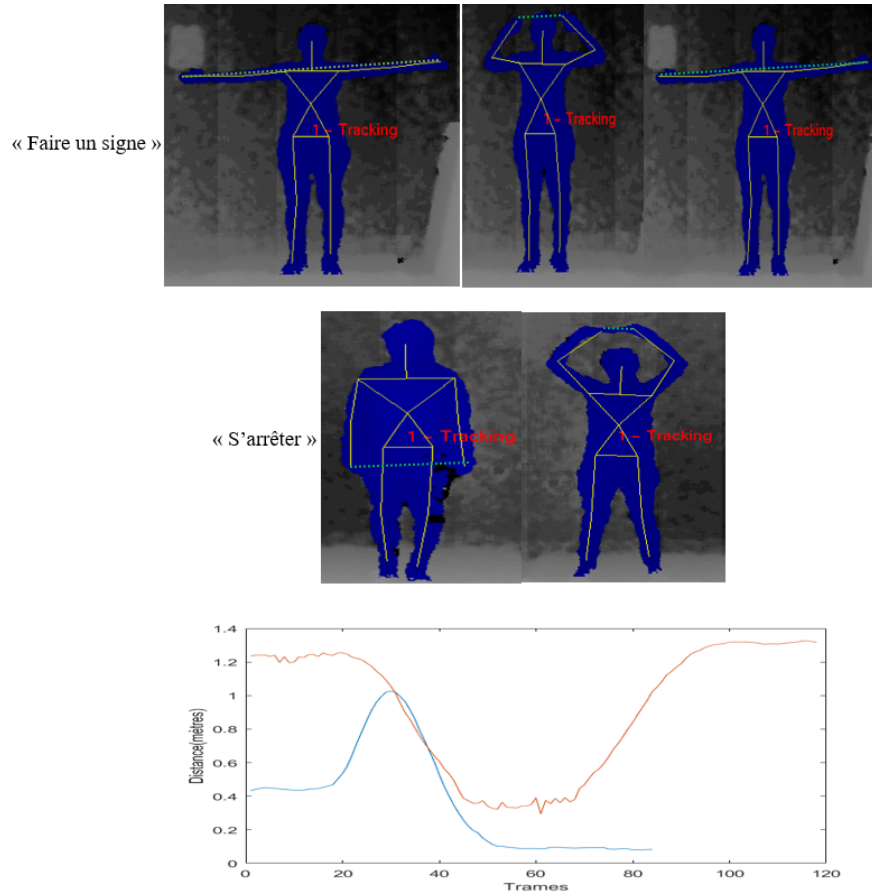 « Faire un signe »
1 - Tracking
1 - Tracking
1 - Tracking
« S'arrêter »
1 - Tracking
1 - Tracking
Distance(mètres)
1.4
1.2
1
0.8
0.6
0.4
0.2
0
0 20 40 60 80 100 120
Trames